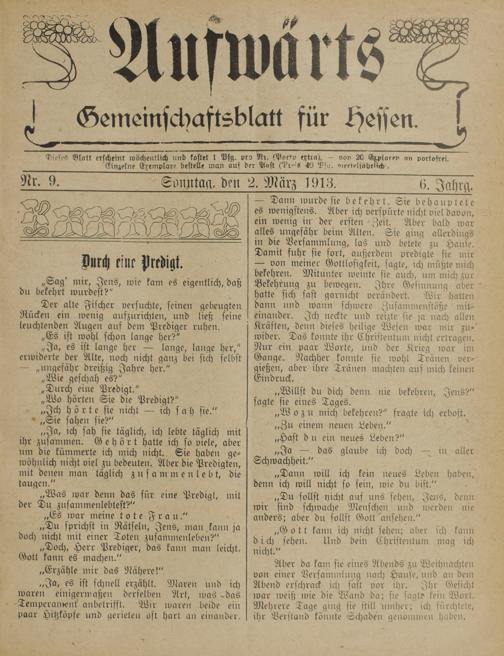 Aufwärts
Gemeinschaftsblatt für Hessen.
Dieses Blatt erscheint wöchentlich und kostet 1 Pfg. pro Nr. (Porto extra), — von 20 Explaren an portofrei.
Einzelne Exemplare bestelle man auf der Post (Preis 40 Pfg. vierteljährlich).
Nr. 9. Sonntag, den 2. März 1913. 6. Jahrg.
Durch eine Predigt.
„Sag' mir, Jens, wie kam es eigentlich, daß
du bekehrt wurdest?"
Der alte Fischer versuchte, seinen gebeugten
Rücken ein wenig aufzurichten, und ließ seine
leuchtenden Augen auf dem Prediger ruhen.
„Es ist wohl schon lange her?"
„Ja, es ist lange her — lange, lange her,"
erwiderte der Alte, noch nicht ganz bei sich selbst
— „ungefähr dreißig Jahre her."
„Wie geschah es?"
„Durch eine Predigt."
„Wo hörten Sie die Predigt?"
„Ich hörte sie nicht — ich sah sie."
„Sie sahen sie?"
„Ja, ich sah sie täglich, ich lebte täglich mit
ihr zusammen. Gehört hatte ich so viele, aber
um die kümmerte ich mich nicht. Sie haben ge-
wöhnlich nicht viel zu bedeuten. Aber die Predigten,
mit denen man täglich zusammenlebt, die
taugen."
„Was war denn das für eine Predigt, mit
der Du zusammenlebtest?"
„Es war meine tote Frau."
„Du sprichst in Rätseln, Jens, man kann ja
doch nicht mit einer Toten zusammenleben?"
„Doch, Herr Prediger, das kann man leicht.
Gott kann es machen."
„Erzähle mir das Nähere!"
„Ja, es ist schnell erzählt. Maren und ich
waren einigermaßen derselben Art, was das
Temperament anbetrifft. Wir waren beide ein
paar Hitzköpfe und gerieten oft hart an einander.
— Dann wurde sie bekehrt. Sie behauptete
es wenigstens. Aber ich verspürte nicht viel davon,
ein wenig in der ersten Zeit. Aber bald war
alles ungefähr beim Alten. Sie ging allerdings
in die Versammlung, las und betete zu Hause.
Damit fuhr sie fort, außerdem predigte sie mir
— von meiner Gottlosigkeit, sagte, ich müßte mich
bekehren. Mitunter weinte sie auch, um mich zur
Bekehrung zu bewegen. Ihre Gesinnung aber
hatte sich fast garnicht verändert. Wir hatten
dann und wann schwere Zusammenstöße mit-
einander. Ich neckte und reizte sie ja nach allen
Kräften, denn dieses heilige Wesen war mir zu-
wider. Das konnte ihr Christentum nicht ertragen.
Nur ein paar Worte, und der Krieg war im
Gange. Nachher konnte sie wohl Tränen ver-
gießen, aber ihre Tränen machten auf mich keinen
Eindruck.
„Willst du dich denn nie bekehren, Jens?"
sagte sie eines Tages.
„Wozu mich bekehren?" fragte ich erbost.
„Zu einem neuen Leben."
„Hast du ein neues Leben?"
„Ja — das glaube ich doch — in aller
Schwachheit."
„Dann will ich kein neues Leben haben,
denn ich will nicht so sein, wie du bist."
„Du sollst nicht auf uns sehen, Jens, denn
wir sind schwache Menschen und werden nie
anders; aber du sollst Gott ansehen."
„Gott kann ich nicht sehen; aber ich kann
dich sehen. Und dein Christentum mag ich
nicht."
Aber da kam sie eines Abends zu Weihnachten
von einer Versammlung nach Hause, und an dem
Abend erschrack ich fast vor ihr. Ihr Gesicht
war weiß wie die Wand da; sie sagte kein Wort.
Mehrere Tage ging sie still umher; ich fürchtete,
ihr Verstand könnte Schaden genommen haben.